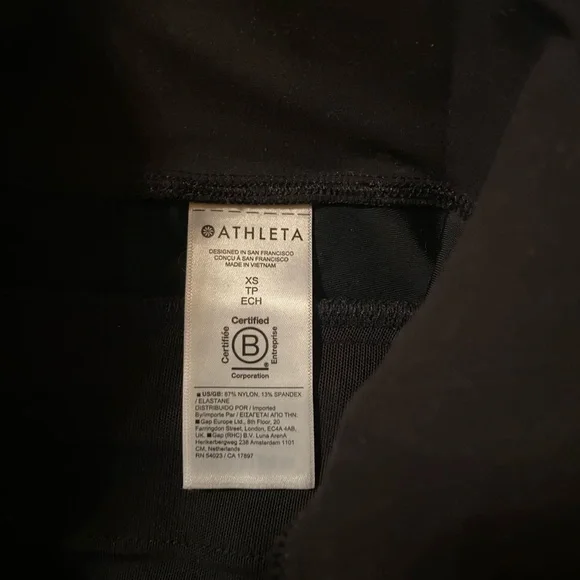 ATHLETA
DESIGNED IN SAN FRANCISCO
CONÇU À SAN FRANCISCO
MADE IN VIETNAM
XS
TP
ECH
Certified
Certifiée
B
Entreprise
Corporation
■ US/GB: 87% NYLON, 13% SPANDEX
/ ELASTANE
DISTRIBUIDO POR / Imported
By/Importé Par / ΕΙΣΑΓΕΤΑΙ ΑΠΟ ΤΗΝ:
■ Gap Europe Ltd., 8th Floor, 20
Farringdon Street, London, EC4A 4AB,
UK. ■ Gap (RHC) B.V. Luna ArenA
Herikerbergweg 238 Amsterdam 1101
CM, Netherlands
RN 54023 / CA 17897